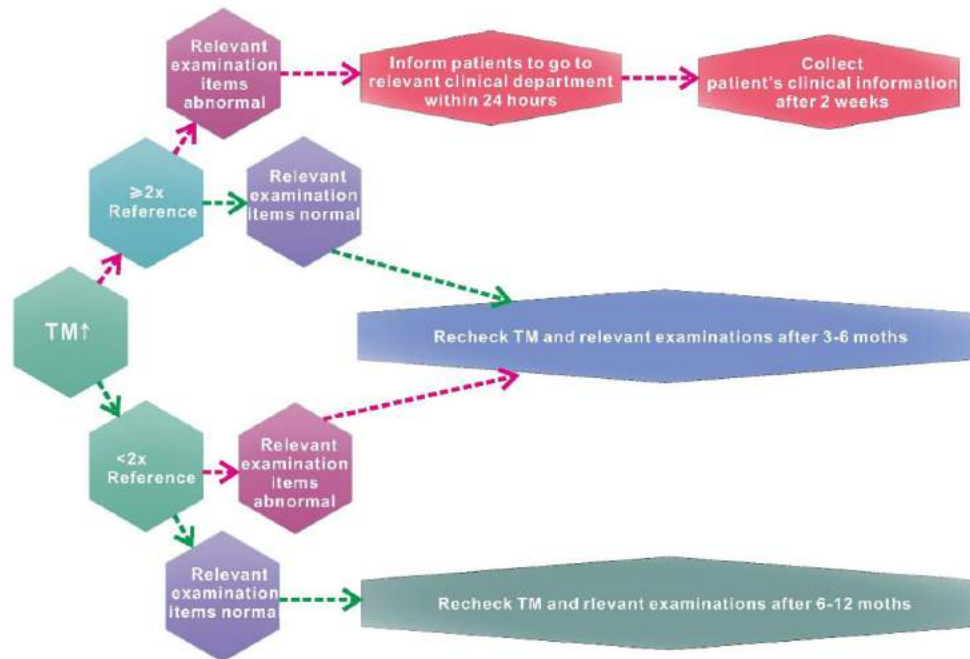 Relevant
examination
items
abnormal
Inform patients to go to
relevant clinical department
within 24 hours
Collect
patient's clinical information
after 2 weeks
⩾2x
Reference
Relevant
examination
items normal
TM↑
Recheck TM and relevant examinations after 3-6 moths
<2x
Reference
Relevant
examination
items
abnormal
Relevant
examination
items norma
Recheck TM and rlevant examinations after 6-12 moths